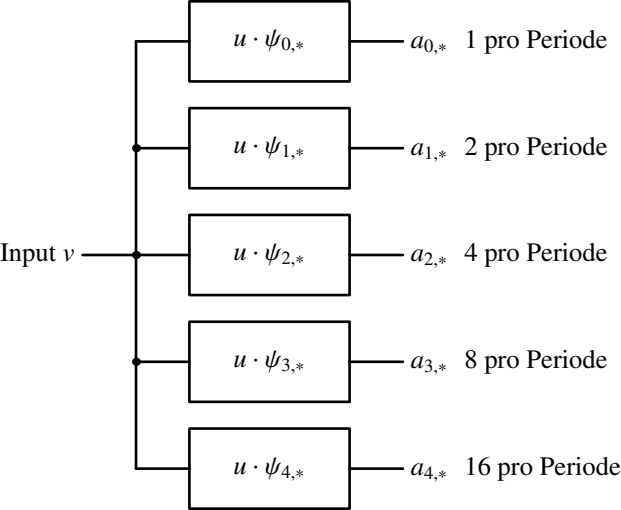 u · ψ₀,* a₀,* 1 pro Periode
u · ψ₁,* a₁,* 2 pro Periode
Input v u · ψ₂,* a₂,* 4 pro Periode
u · ψ₃,* a₃,* 8 pro Periode
u · ψ₄,* a₄,* 16 pro Periode